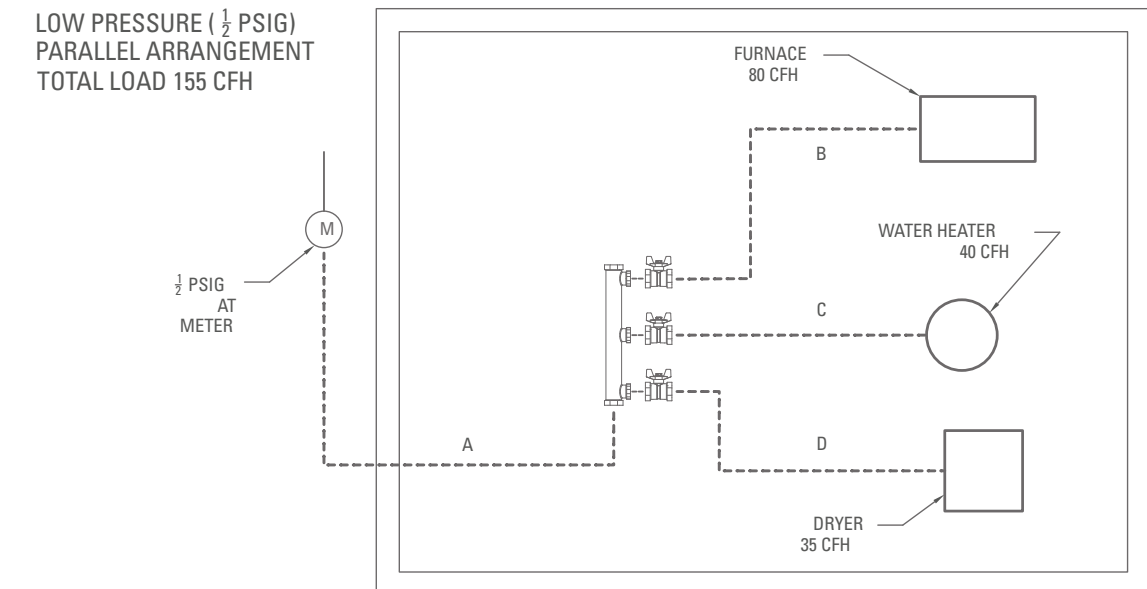 LOW PRESSURE ( 1/2 PSIG)
PARALLEL ARRANGEMENT
TOTAL LOAD 155 CFH
FURNACE
80 CFH
B
M
WATER HEATER
40 CFH
1/2 PSIG
AT
METER
C
A
D
DRYER
35 CFH